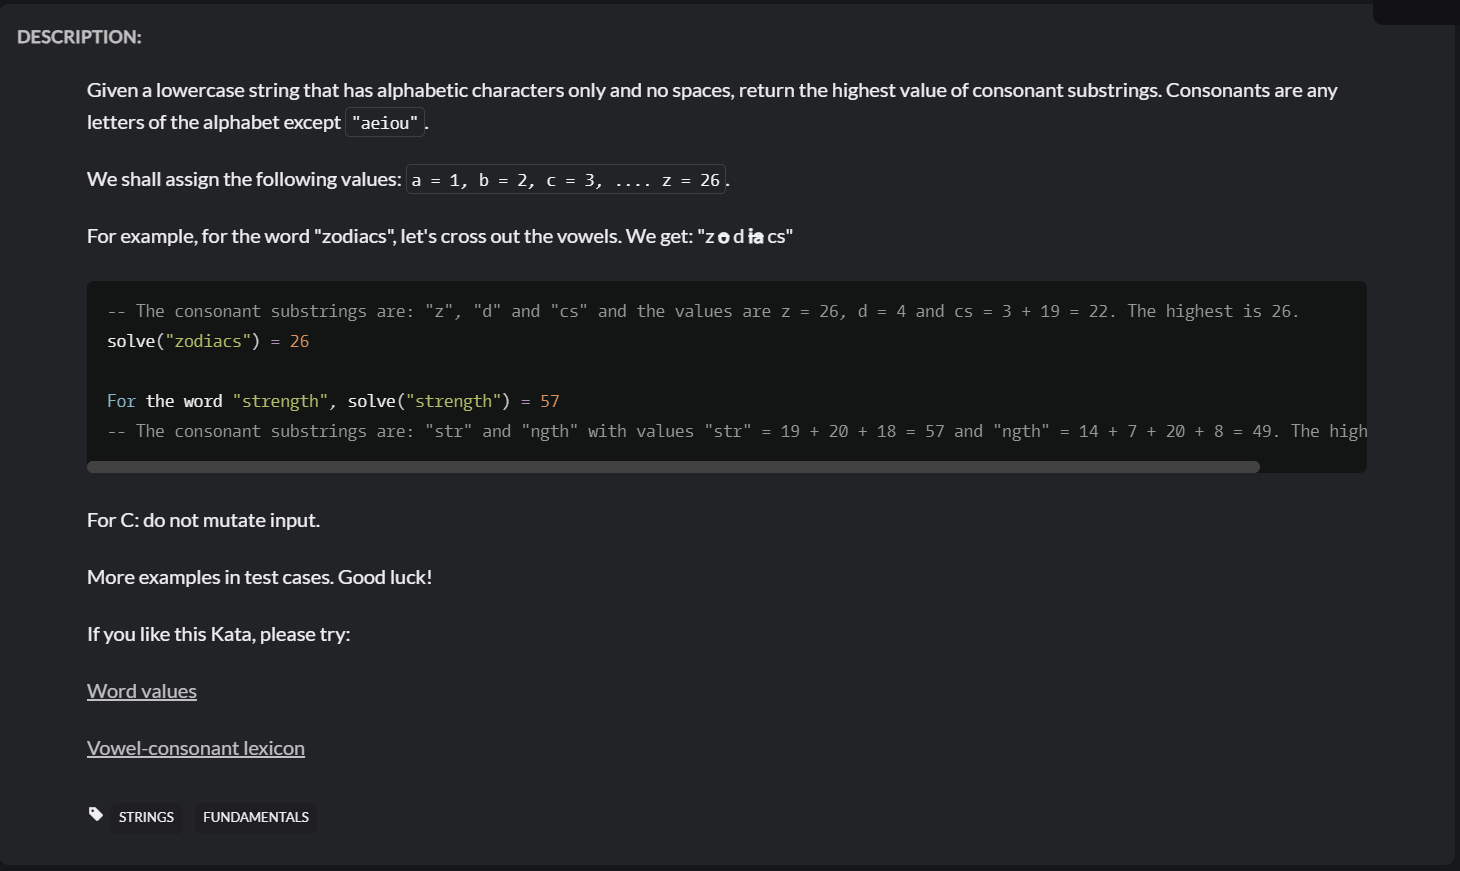 DESCRIPTION:
Given a lowercase string that has alphabetic characters only and no spaces, return the highest value of consonant substrings. Consonants are any
letters of the alphabet except "aeiou".
We shall assign the following values: a = 1, b = 2, c = 3, .... z = 26.
For example, for the word "zodiacs", let's cross out the vowels. We get: "z o d ia cs"
-- The consonant substrings are: "z", "d" and "cs" and the values are z = 26, d = 4 and cs = 3 + 19 = 22. The highest is 26.
solve("zodiacs") = 26
For the word "strength", solve("strength") = 57
-- The consonant substrings are: "str" and "ngth" with values "str" = 19 + 20 + 18 = 57 and "ngth" = 14 + 7 + 20 + 8 = 49. The high
For C: do not mutate input.
More examples in test cases. Good luck!
If you like this Kata, please try:
Word values
Vowel-consonant lexicon
STRINGS FUNDAMENTALS